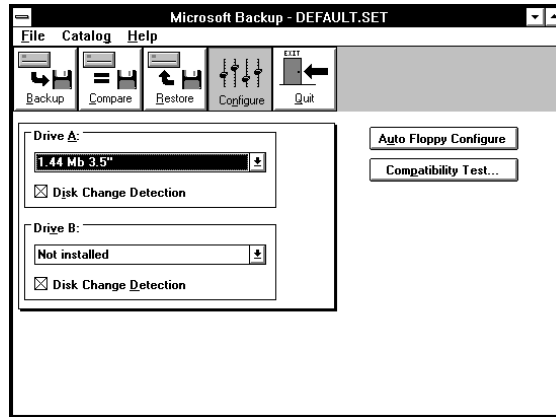 Microsoft Backup - DEFAULT.SET
File Catalog Help
EXIT
Backup Compare Restore Configure Quit
Drive A:
1.44 Mb 3.5"
Disk Change Detection
Drive B:
Not installed
Disk Change Detection
Auto Floppy Configure
Compatibility Test...